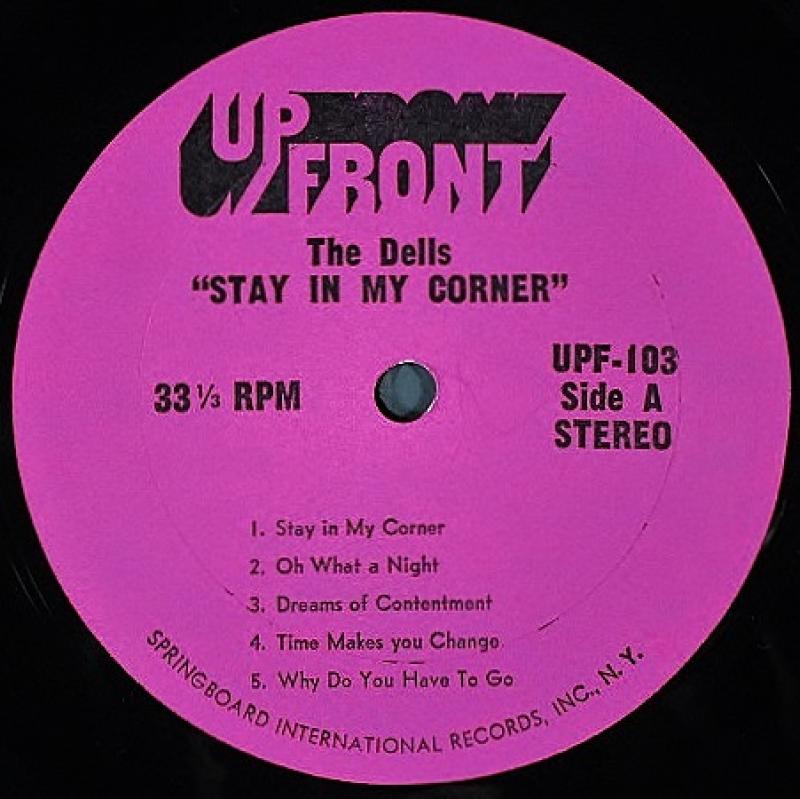 UP
FRONT
The Dells
"STAY IN MY CORNER"
33 ⅓ RPM
UPF-103
Side A
STEREO
1. Stay in My Corner
2. Oh What a Night
3. Dreams of Contentment
4. Time Makes you Change
5. Why Do You Have To Go
SPRINGBOARD INTERNATIONAL RECORDS, INC., N. Y.